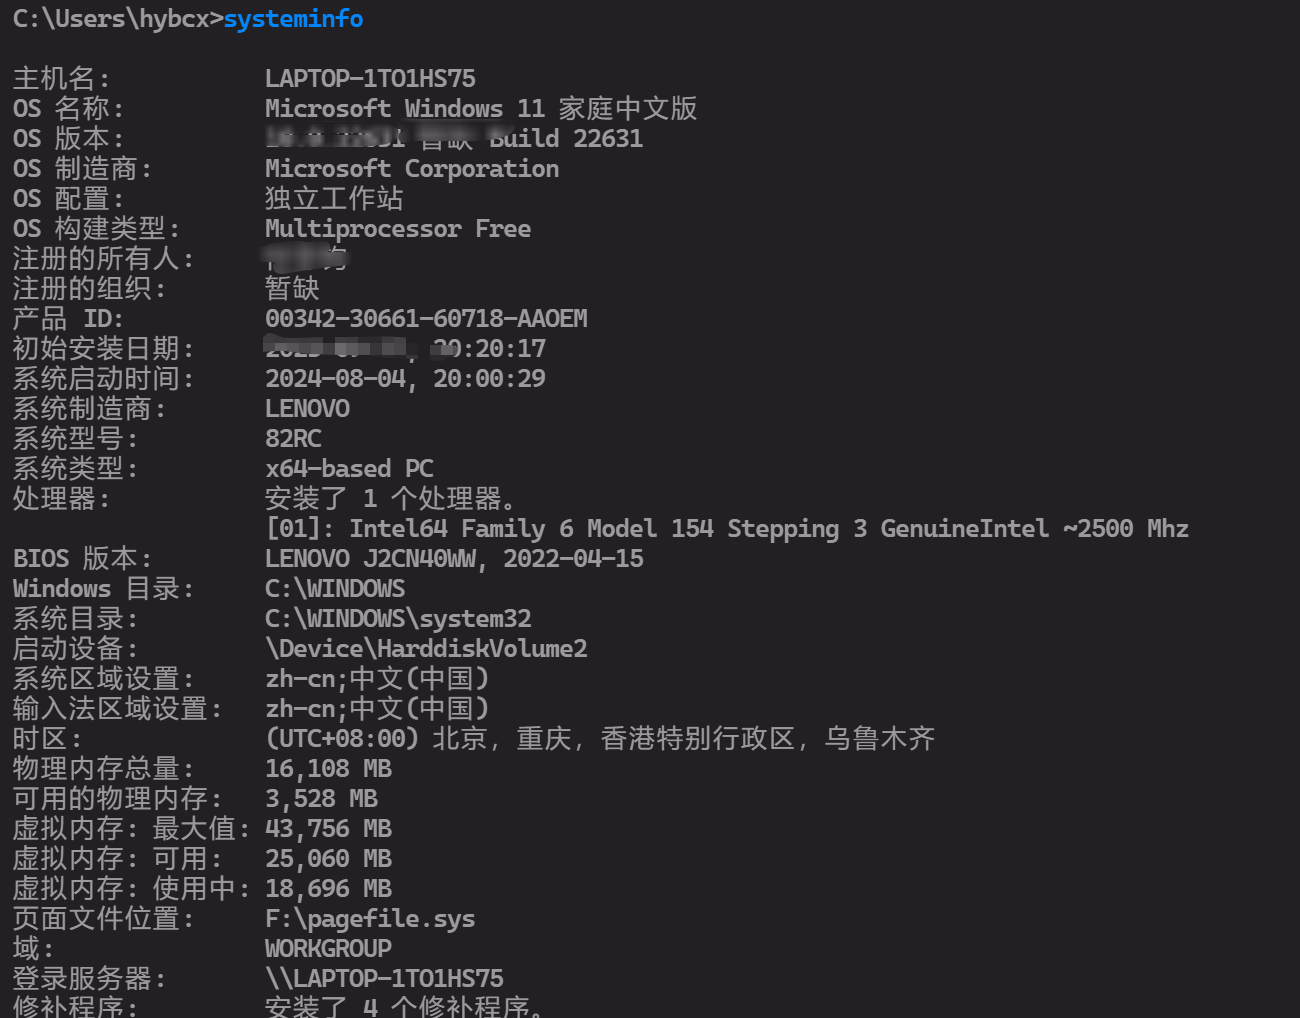 C:\Users\hybcx>systeminfo
主机名: LAPTOP-1TO1HS75
OS 名称: Microsoft Windows 11 家庭中文版
OS 版本: Build 22631
OS 制造商: Microsoft Corporation
OS 配置: 独立工作站
OS 构建类型: Multiprocessor Free
注册的所有人:
注册的组织: 暂缺
产品 ID: 00342-30661-60718-AAOEM
初始安装日期: :20:17
系统启动时间: 2024-08-04, 20:00:29
系统制造商: LENOVO
系统型号: 82RC
系统类型: x64-based PC
处理器: 安装了 1 个处理器。
[01]: Intel64 Family 6 Model 154 Stepping 3 GenuineIntel ~2500 Mhz
BIOS 版本: LENOVO J2CN40WW, 2022-04-15
Windows 目录: C:\WINDOWS
系统目录: C:\WINDOWS\system32
启动设备: \Device\HarddiskVolume2
系统区域设置: zh-cn;中文(中国)
输入法区域设置: zh-cn;中文(中国)
时区: (UTC+08:00) 北京，重庆，香港特别行政区，乌鲁木齐
物理内存总量: 16,108 MB
可用的物理内存: 3,528 MB
虚拟内存: 最大值: 43,756 MB
虚拟内存: 可用: 25,060 MB
虚拟内存: 使用中: 18,696 MB
页面文件位置: F:\pagefile.sys
域: WORKGROUP
登录服务器: \\LAPTOP-1TO1HS75
修补程序: 安装了 4 个修补程序。